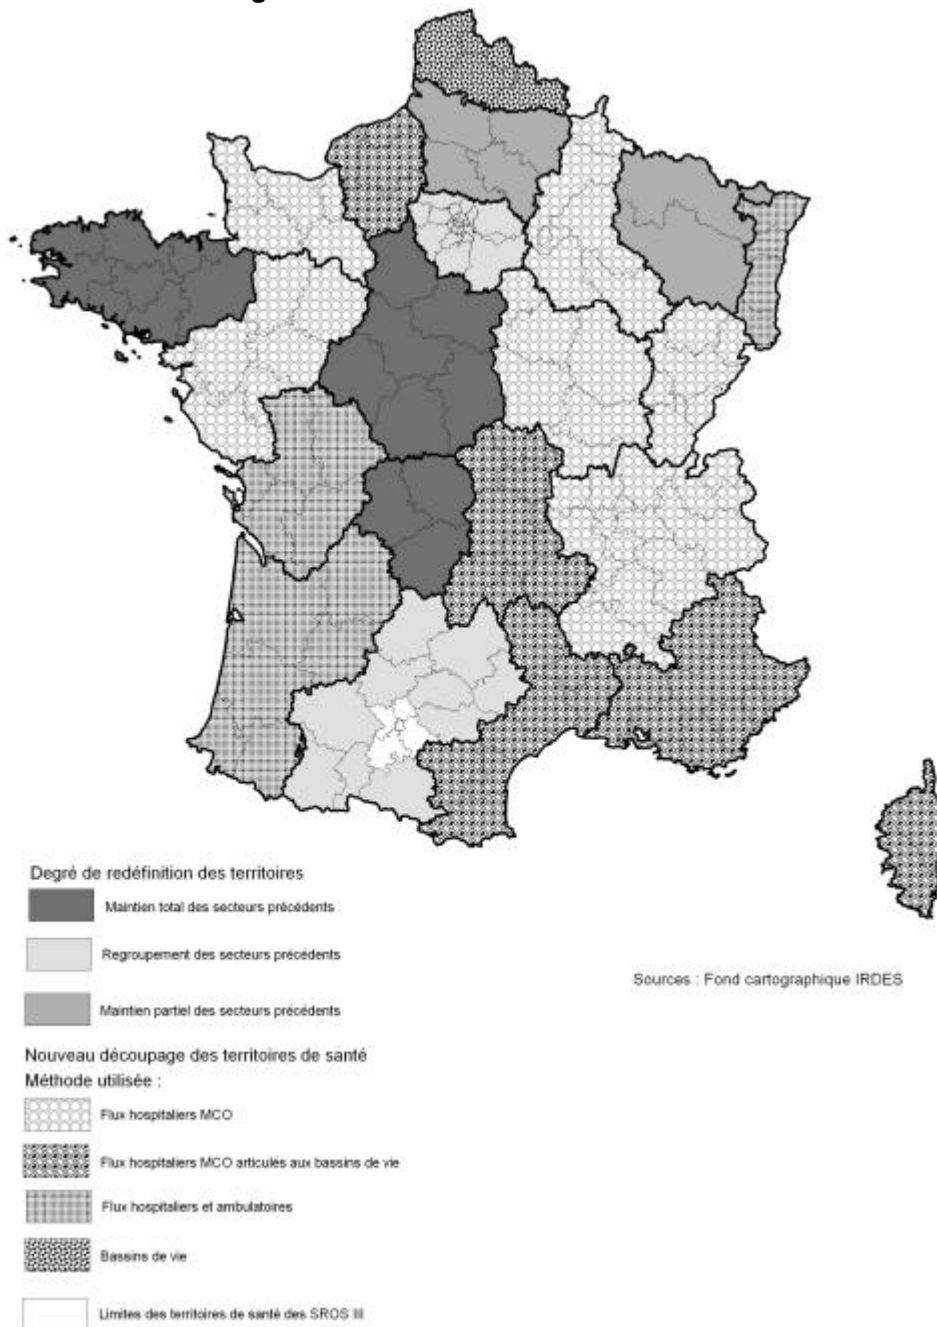 Degré de redéfinition des territoires
Maintien total des secteurs précédents
Regroupement des secteurs précédents
Sources : Fond cartographique IRDES
Maintien partiel des secteurs précédents
Nouveau découpage des territoires de santé
Méthode utilisée :
Flux hospitaliers MCO
Flux hospitaliers MCO articulés aux bassins de vie
Flux hospitaliers et ambulatoires
Bassins de vie
Limites des territoires de santé des SROS III